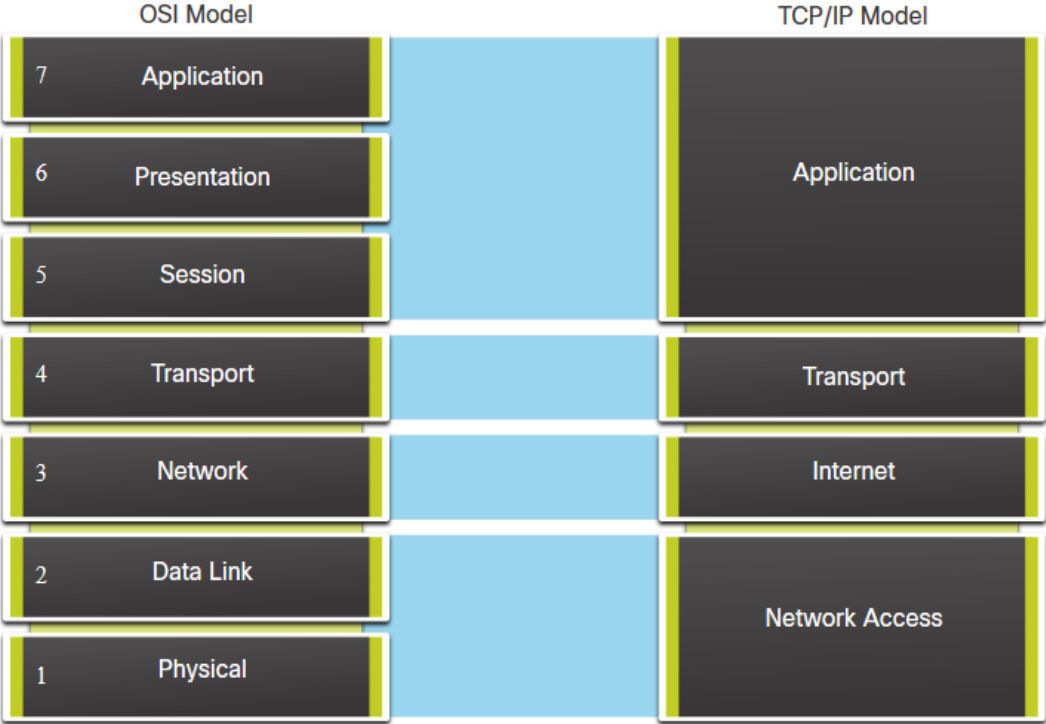 OSI Model
TCP/IP Model
7 Application
6 Presentation
5 Session
Application
4 Transport
Transport
3 Network
Internet
2 Data Link
1 Physical
Network Access